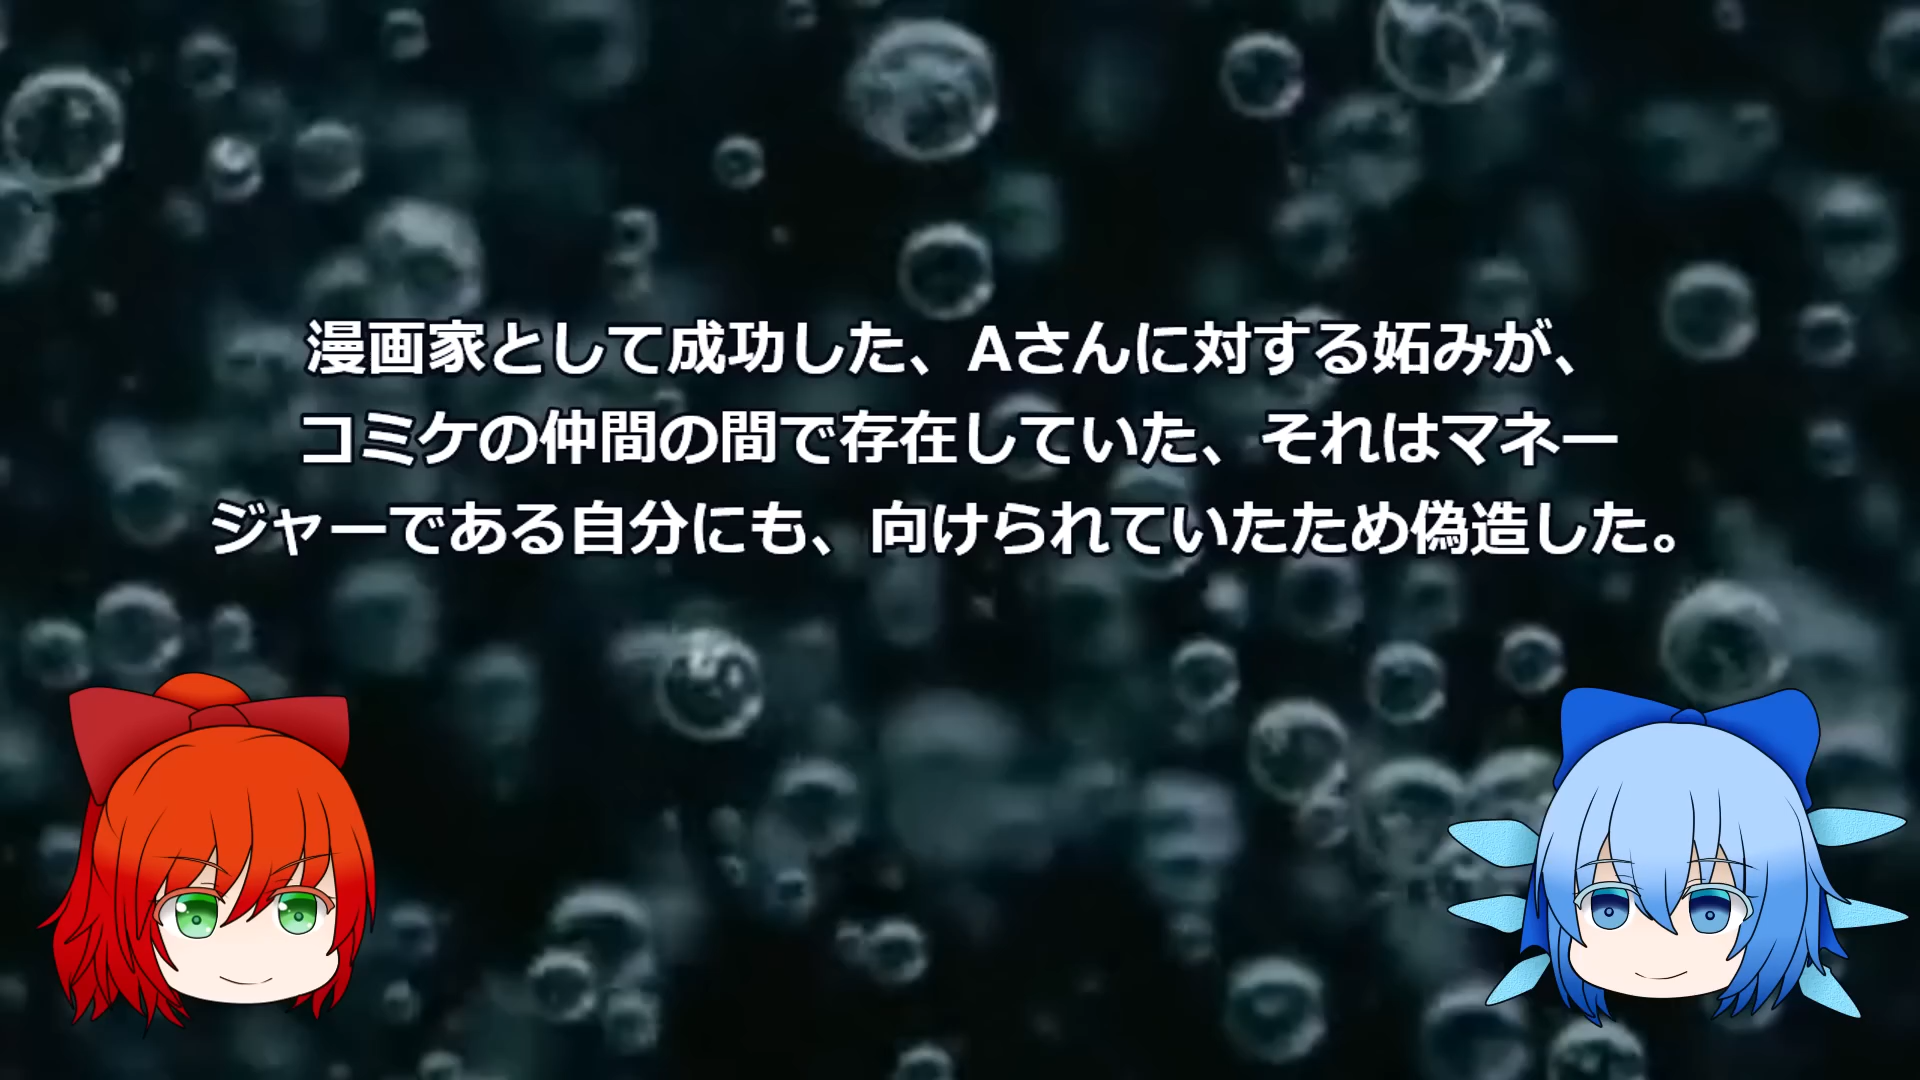 漫画家として成功した、Aさんに対する妬みが、
コミケの仲間の間で存在していた、それはマネー
ジャーである自分にも、向けられていたため偽造した。